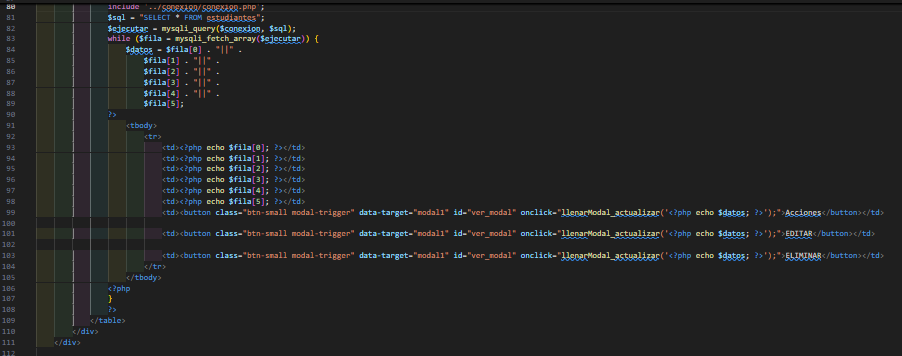 80 include '../conexion/conexion.php';
81 $sql = "SELECT * FROM estudiantes";
82 $ejecutar = mysqli_query($conexion, $sql);
83 while ($fila = mysqli_fetch_array($ejecutar)) {
84 $datos = $fila[0] . "||" .
85 $fila[1] . "||" .
86 $fila[2] . "||" .
87 $fila[3] . "||" .
88 $fila[4] . "||" .
89 $fila[5];
90 ?>
91 <tbody>
92 <tr>
93 <td><?php echo $fila[0]; ?></td>
94 <td><?php echo $fila[1]; ?></td>
95 <td><?php echo $fila[2]; ?></td>
96 <td><?php echo $fila[3]; ?></td>
97 <td><?php echo $fila[4]; ?></td>
98 <td><?php echo $fila[5]; ?></td>
99 <td><button class="btn-small modal-trigger" data-target="modal1" id="ver_modal" onclick="llenarModal_actualizar('<?php echo $datos; ?>');">Acciones</button></td>
100
101 <td><button class="btn-small modal-trigger" data-target="modal1" id="ver_modal" onclick="llenarModal_actualizar('<?php echo $datos; ?>');">EDITAR</button></td>
102
103 <td><button class="btn-small modal-trigger" data-target="modal1" id="ver_modal" onclick="llenarModal_actualizar('<?php echo $datos; ?>');">ELIMINAR</button></td>
104 </tr>
105 </tbody>
106 <?php
107 }
108 ?>
109 </table>
110 </div>
111 </div>
112